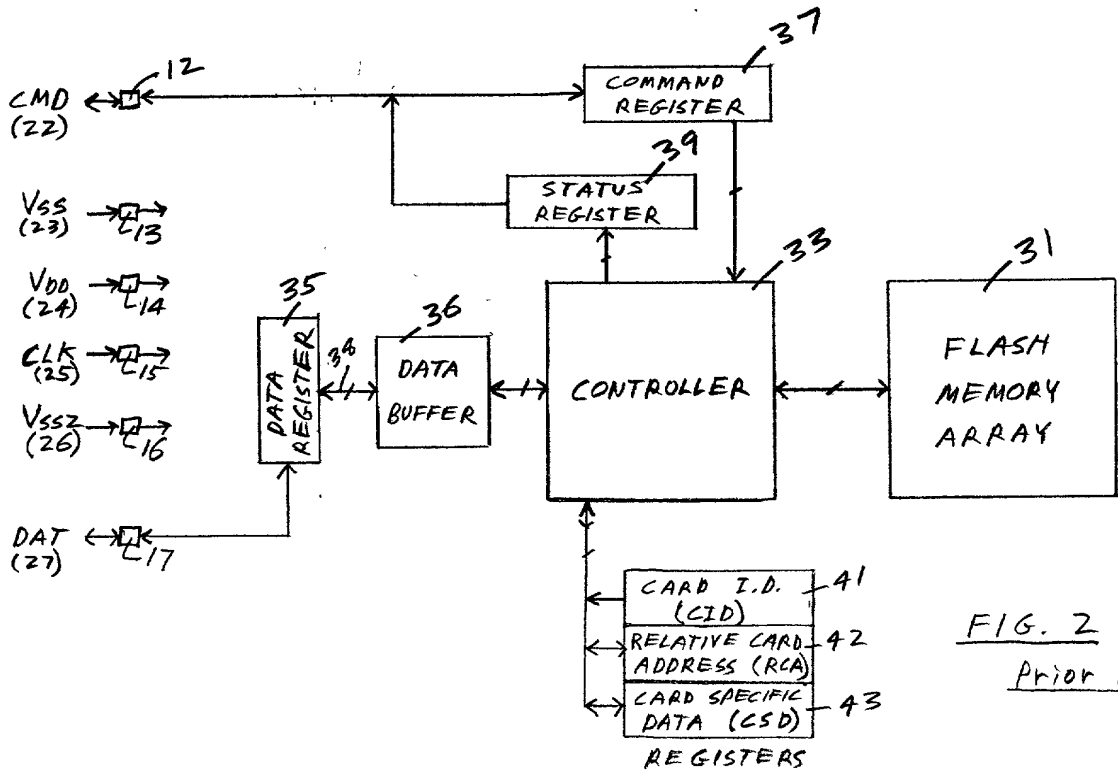 37
12
CMD
(22)
COMMAND
REGISTER
39
STATUS
REGISTER
VSS
(23)
13
33
31
VDD
(24)
14
35
36
CLK
(25)
15
DATA
REGISTER
38
DATA
BUFFER
CONTROLLER
FLASH
MEMORY
ARRAY
VSS2
(26)
16
DAT
(27)
17
CARD I.D.
(CID)
41
RELATIVE CARD
ADDRESS (RCA)
42
CARD SPECIFIC
DATA (CSD)
43
REGISTERS
FIG. 2
Prior